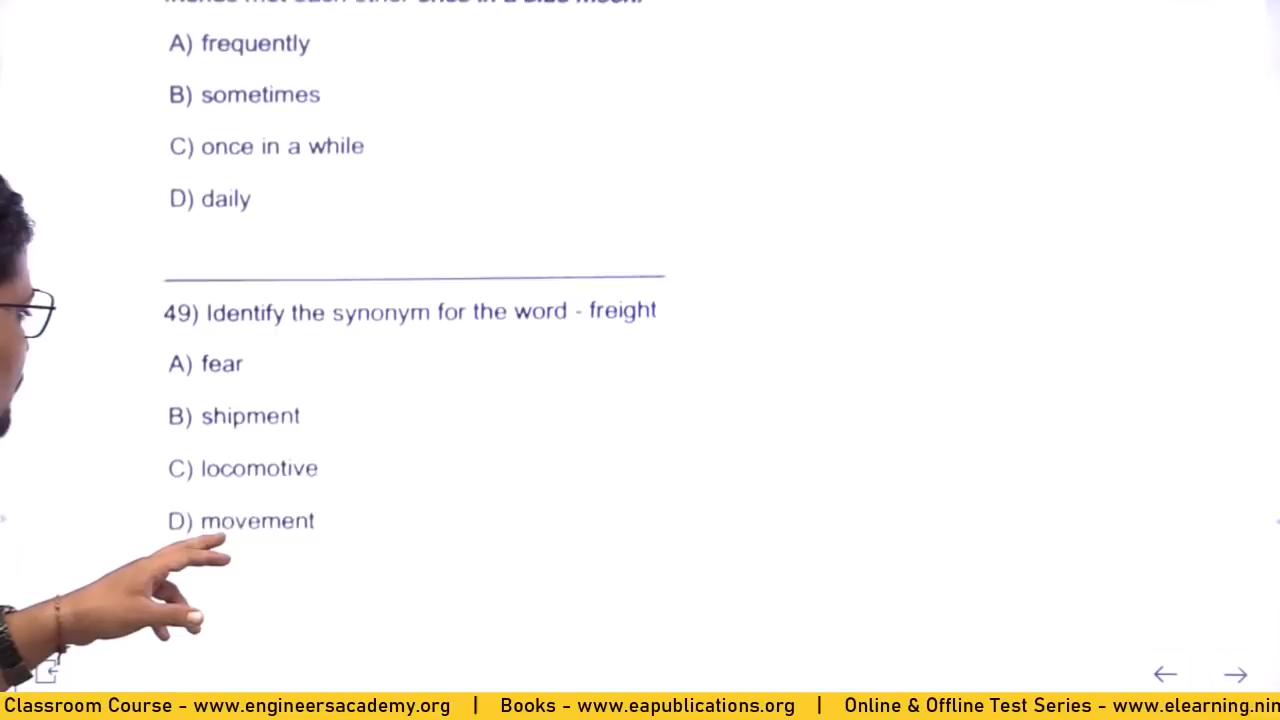 A) frequently
B) sometimes
C) once in a while
D) daily
49) Identify the synonym for the word - freight
A) fear
B) shipment
C) locomotive
D) movement
Classroom Course - www.engineersacademy.org | Books - www.eapublications.org | Online & Offline Test Series - www.elearning.nin